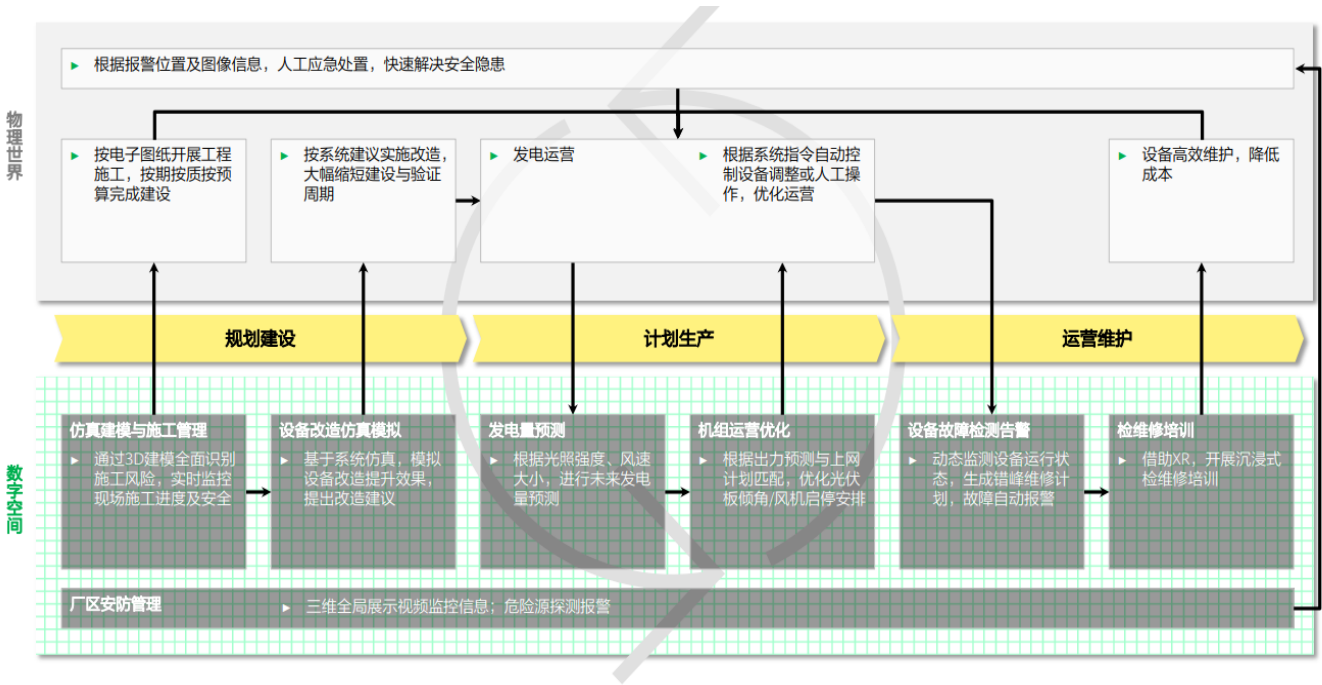 物理世界
根据报警位置及图像信息，人工应急处置，快速解决安全隐患
按电子图纸开展工程
施工，按期按质按预
算完成建设
按系统建议实施改造，
大幅缩短建设与验证
周期
发电运营
根据系统指令自动控
制设备调整或人工操
作，优化运营
设备高效维护，降低
成本
规划建设
计划生产
运营维护
数字空间
仿真建模与施工管理
通过3D建模全面识别
施工风险，实时监控
现场施工进度及安全
设备改造仿真模拟
基于系统仿真，模拟
设备改造提升效果，
提出改造建议
发电量预测
根据光照强度、风速
大小，进行未来发电
量预测
机组运营优化
根据出力预测与上网
计划匹配，优化光伏
板倾角/风机启停安排
设备故障检测告警
动态监测设备运行状
态，生成错峰维修计
划，故障自动报警
检维修培训
借助XR，开展沉浸式
检维修培训
厂区安防管理
三维全局展示视频监控信息；危险源探测报警